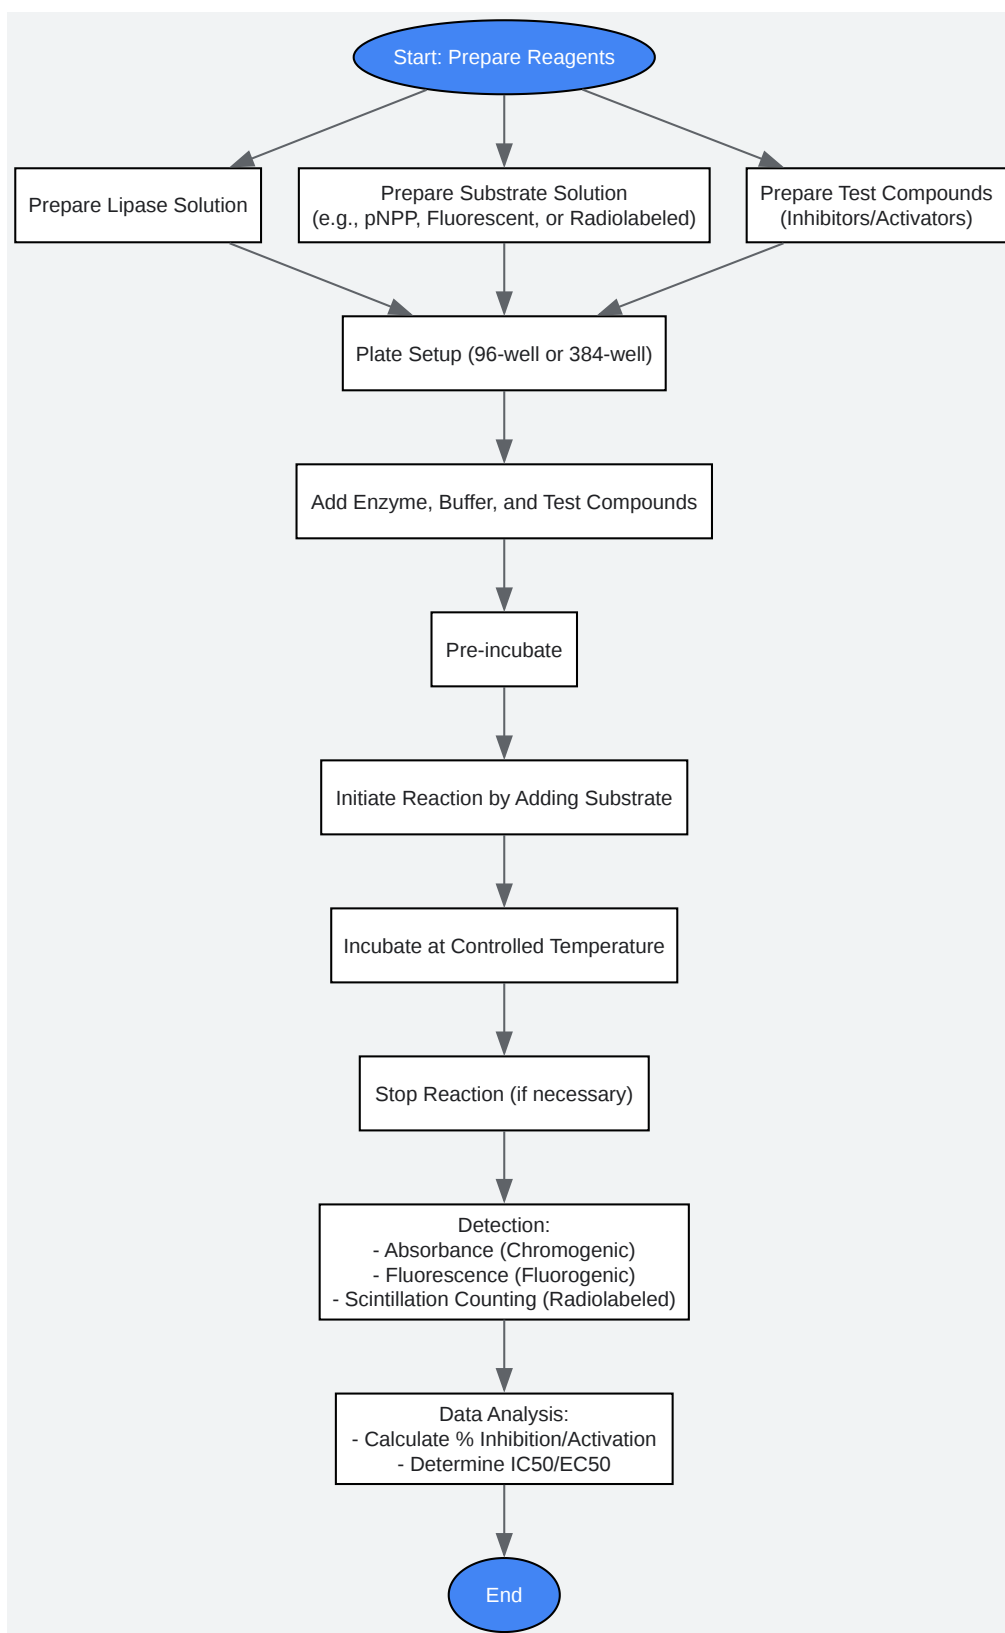 Start: Prepare Reagents
Prepare Lipase Solution
Prepare Substrate Solution
(e.g., pNPP, Fluorescent, or Radiolabeled)
Prepare Test Compounds
(Inhibitors/Activators)
Plate Setup (96-well or 384-well)
Add Enzyme, Buffer, and Test Compounds
Pre-incubate
Initiate Reaction by Adding Substrate
Incubate at Controlled Temperature
Stop Reaction (if necessary)
Detection:
- Absorbance (Chromogenic)
- Fluorescence (Fluorogenic)
- Scintillation Counting (Radiolabeled)
Data Analysis:
- Calculate % Inhibition/Activation
- Determine IC50/EC50
End